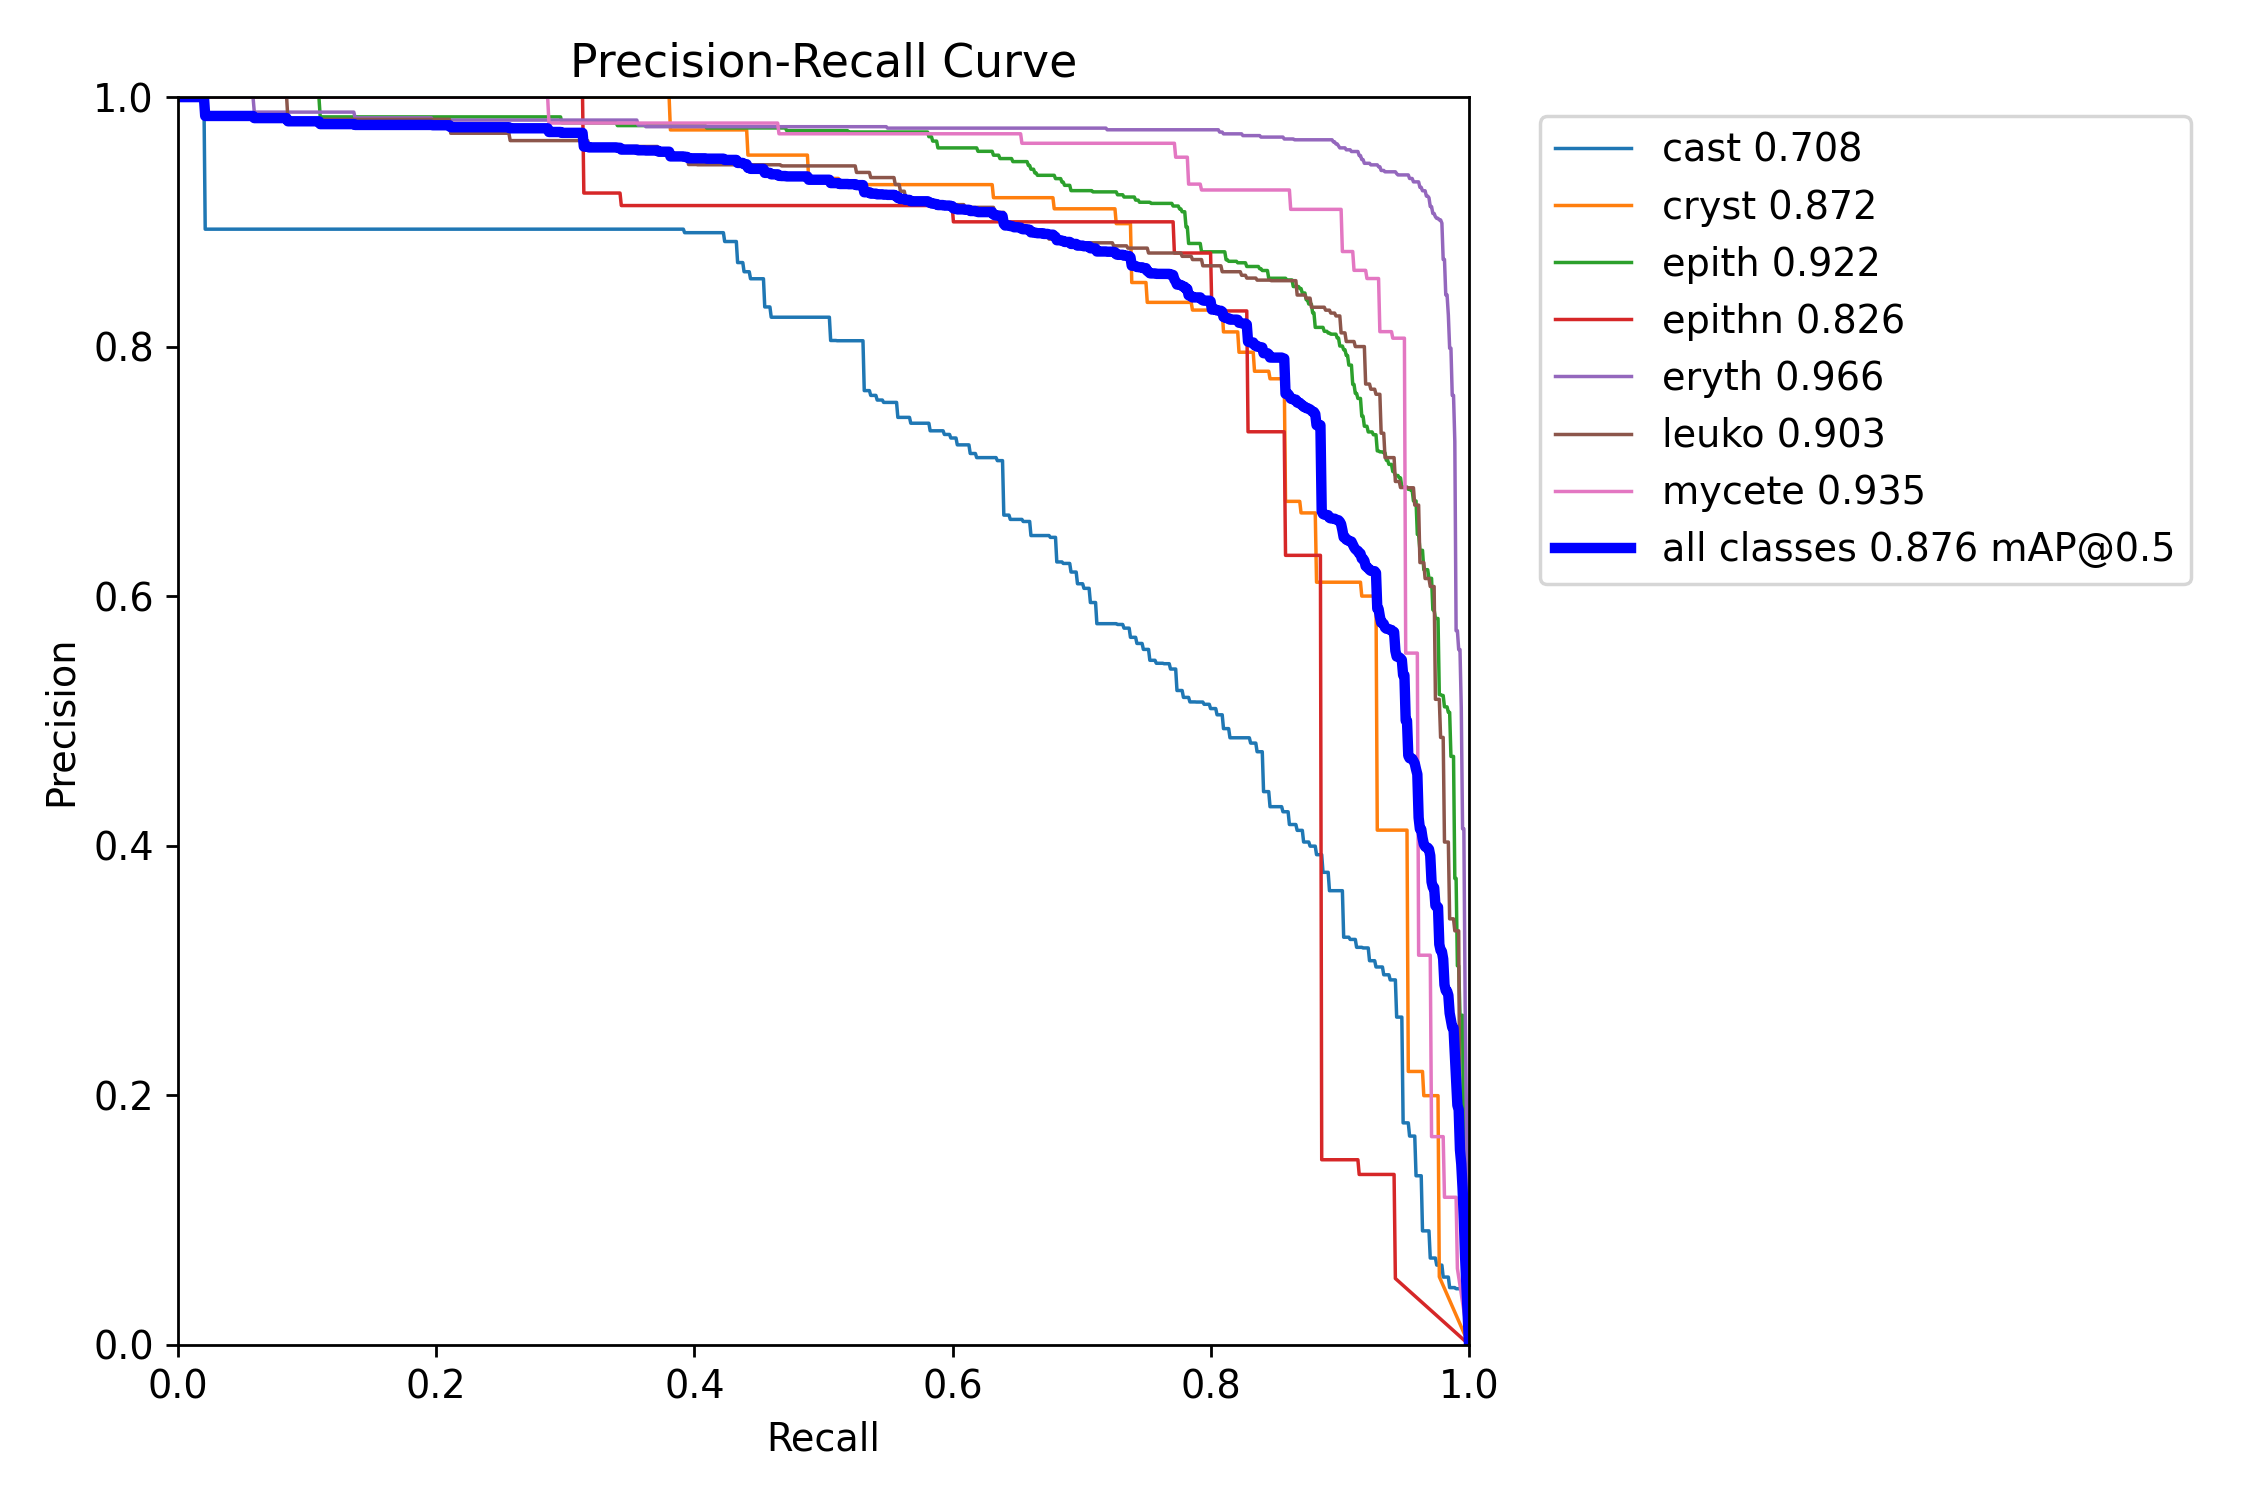 Precision-Recall Curve
1.0
0.8
0.6
0.4
0.2
0.0
Precision
0.0 0.2 0.4 0.6 0.8 1.0
Recall
cast 0.708
cryst 0.872
epith 0.922
epithn 0.826
eryth 0.966
leuko 0.903
mycete 0.935
all classes 0.876 mAP@0.5